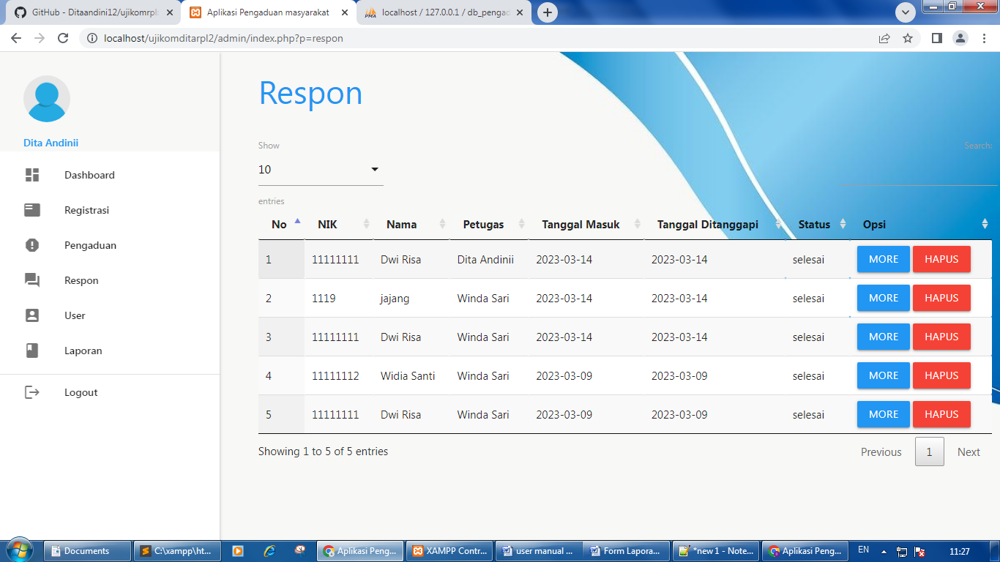 GitHub - Ditaandini12/ujikomrpl
Aplikasi Pengaduan masyarakat
localhost / 127.0.0.1 / db_pengad
localhost/ujikomditarpl2/admin/index.php?p=respon
Dita Andinii
Dashboard
Registrasi
Pengaduan
Respon
User
Laporan
Logout
Respon
Show
Search:
10
entries
No NIK Nama Petugas Tanggal Masuk Tanggal Ditanggapi Status Opsi
1 11111111 Dwi Risa Dita Andinii 2023-03-14 2023-03-14 selesai MORE HAPUS
2 1119 jajang Winda Sari 2023-03-14 2023-03-14 selesai MORE HAPUS
3 11111111 Dwi Risa Winda Sari 2023-03-14 2023-03-14 selesai MORE HAPUS
4 11111112 Widia Santi Winda Sari 2023-03-09 2023-03-09 selesai MORE HAPUS
5 11111111 Dwi Risa Winda Sari 2023-03-09 2023-03-09 selesai MORE HAPUS
Showing 1 to 5 of 5 entries
Previous 1 Next
Documents
C:\xampp\ht...
Aplikasi Peng...
XAMPP Contr...
user manual ...
Form Lapora...
*new 1 - Note...
Aplikasi Peng...
EN
11:27